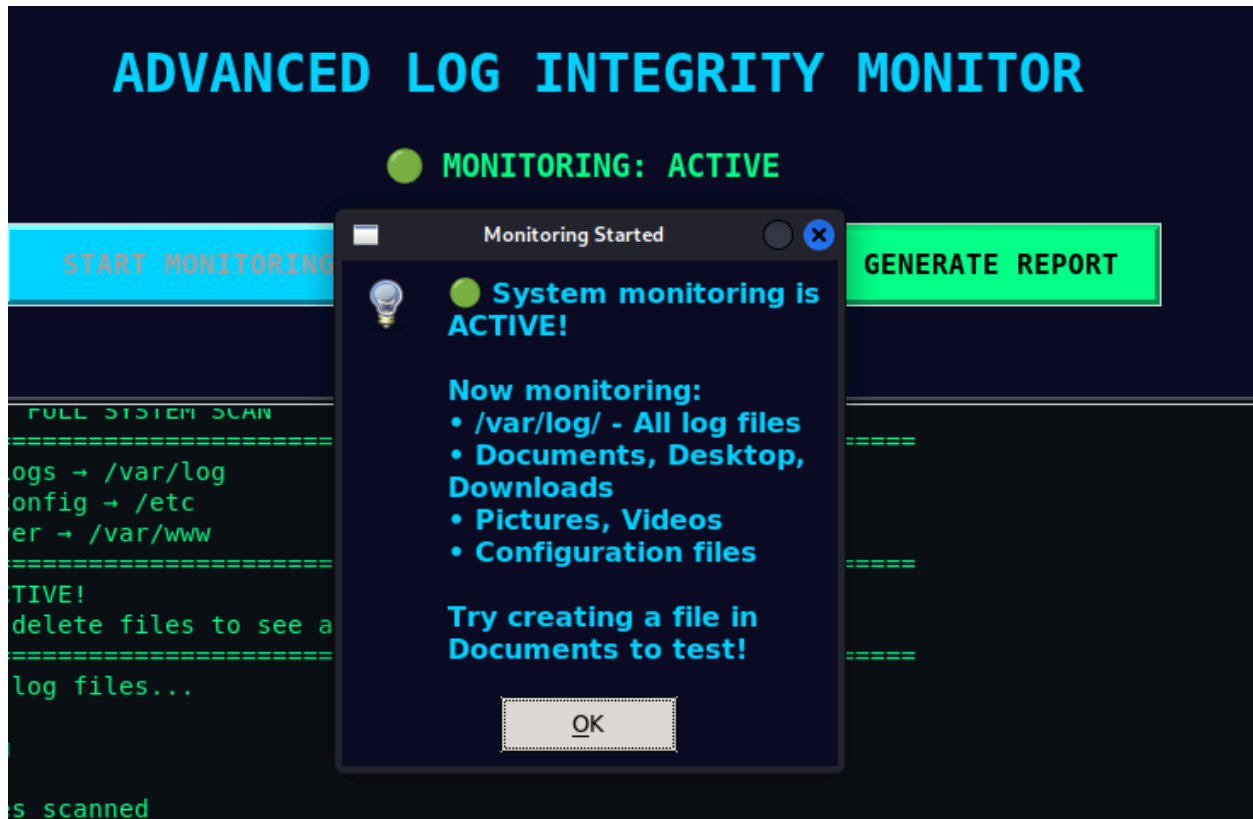 ADVANCED LOG INTEGRITY MONITOR
🟢 MONITORING: ACTIVE
START MONITORING
GENERATE REPORT
Monitoring Started
🟢 System monitoring is
ACTIVE!
Now monitoring:
• /var/log/ - All log files
• Documents, Desktop,
Downloads
• Pictures, Videos
• Configuration files
Try creating a file in
Documents to test!
OK
FULL SYSTEM SCAN
ogs → /var/log
onfig → /etc
er → /var/www
TIVE!
delete files to see a
log files...
s scanned